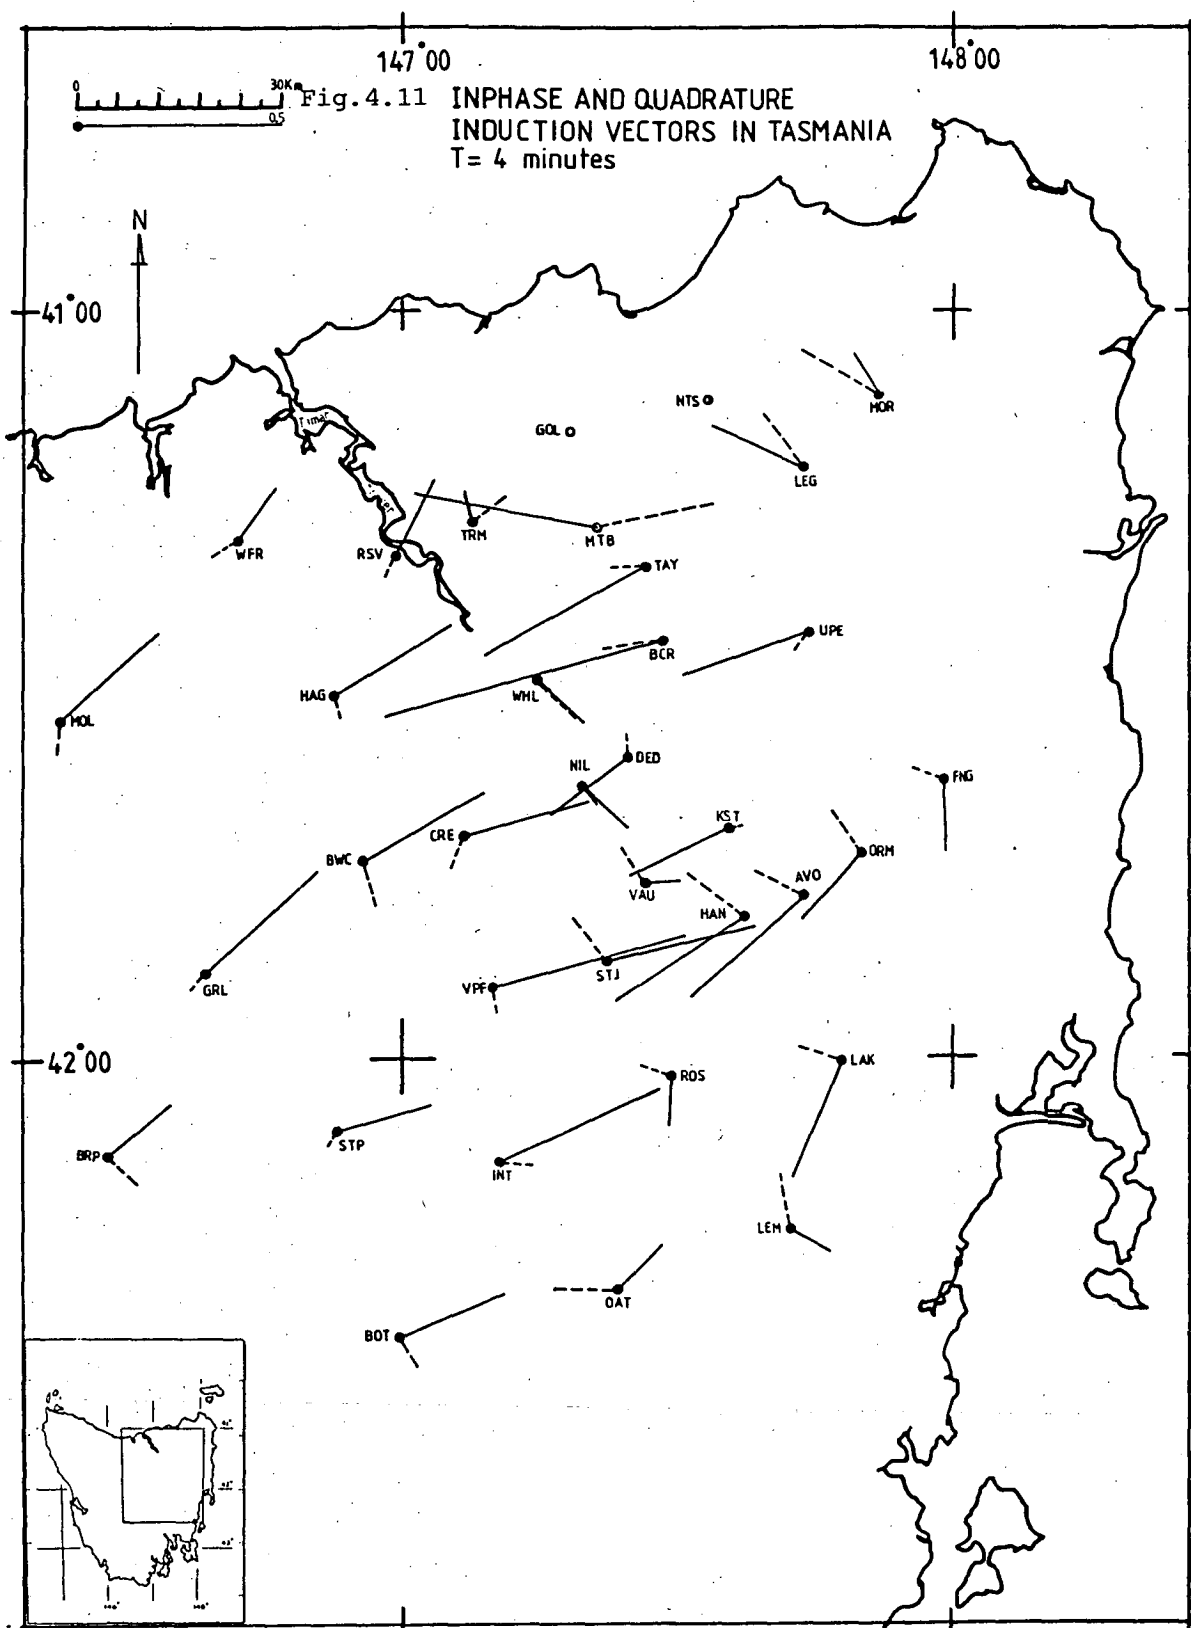 147°00
148°00
0
30Km
0.5
Fig.4.11 INPHASE AND QUADRATURE
INDUCTION VECTORS IN TASMANIA
T= 4 minutes
N
41°00
Tamar
River
NTS
MOR
GOL
LEG
TRM
MTB
WFR
RSV
TAY
UPE
BCR
HAG
WHL
MOL
DED
NIL
FNG
KST
CRE
BWC
ORM
VAU
AVO
HAN
GRL
STJ
VPF
42°00
LAK
ROS
STP
BRP
INT
LEM
OAT
BOT